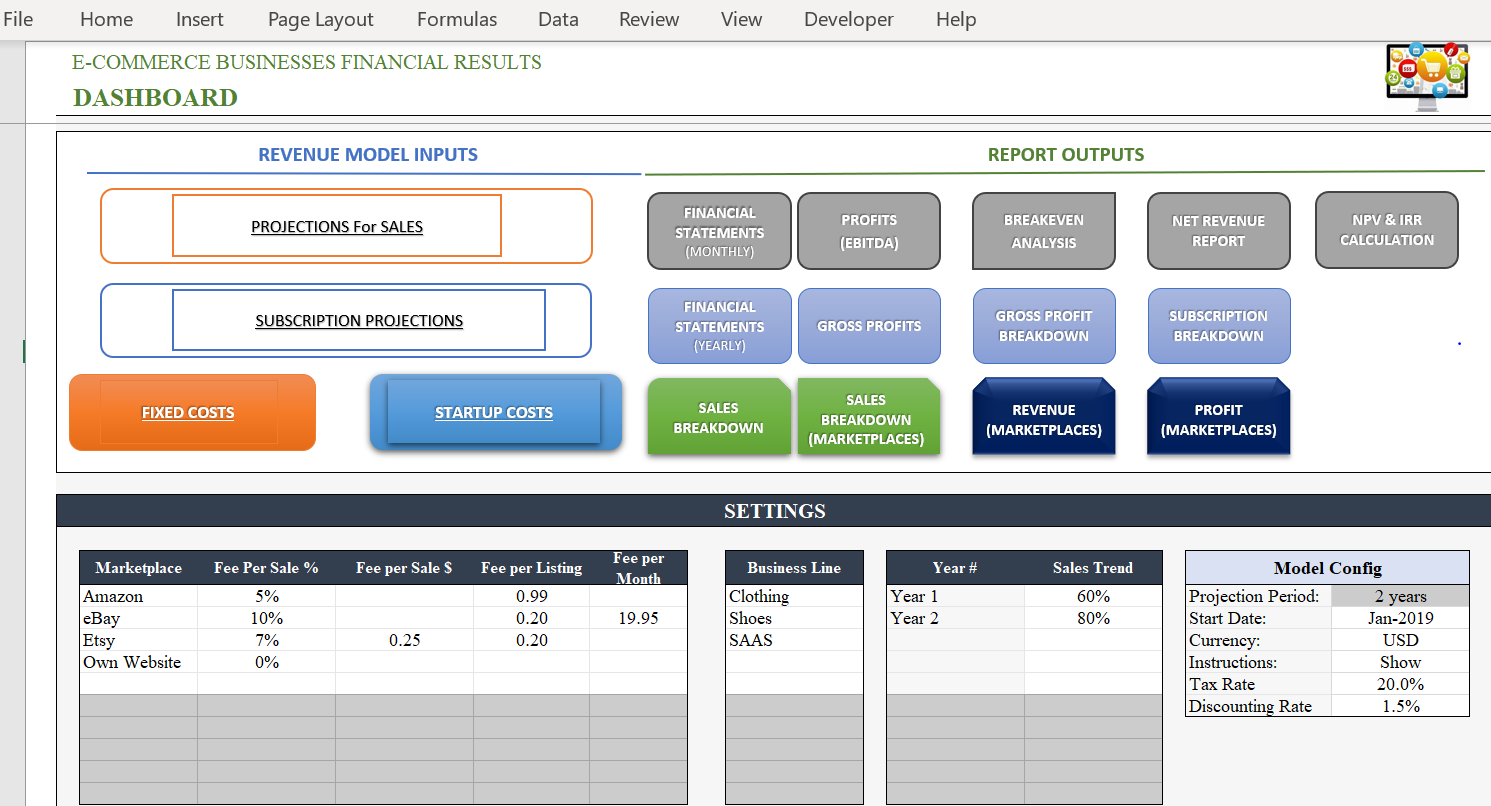 File Home Insert Page Layout Formulas Data Review View Developer Help
E-COMMERCE BUSINESSES FINANCIAL RESULTS
DASHBOARD
REVENUE MODEL INPUTS
PROJECTIONS For SALES
SUBSCRIPTION PROJECTIONS
FIXED COSTS
STARTUP COSTS
REPORT OUTPUTS
FINANCIAL
STATEMENTS
(MONTHLY)
PROFITS
(EBITDA)
BREAKEVEN
ANALYSIS
NET REVENUE
REPORT
NPV & IRR
CALCULATION
FINANCIAL
STATEMENTS
(YEARLY)
GROSS PROFITS
GROSS PROFIT
BREAKDOWN
SUBSCRIPTION
BREAKDOWN
SALES
BREAKDOWN
SALES
BREAKDOWN
(MARKETPLACES)
REVENUE
(MARKETPLACES)
PROFIT
(MARKETPLACES)
SETTINGS
Marketplace Fee Per Sale % Fee per Sale $ Fee per Listing Fee per
Month
Amazon 5% 0.99
eBay 10% 0.20 19.95
Etsy 7% 0.25 0.20
Own Website 0%
Business Line
Clothing
Shoes
SAAS
Year # Sales Trend
Year 1 60%
Year 2 80%
Model Config
Projection Period: 2 years
Start Date: Jan-2019
Currency: USD
Instructions: Show
Tax Rate 20.0%
Discounting Rate 1.5%